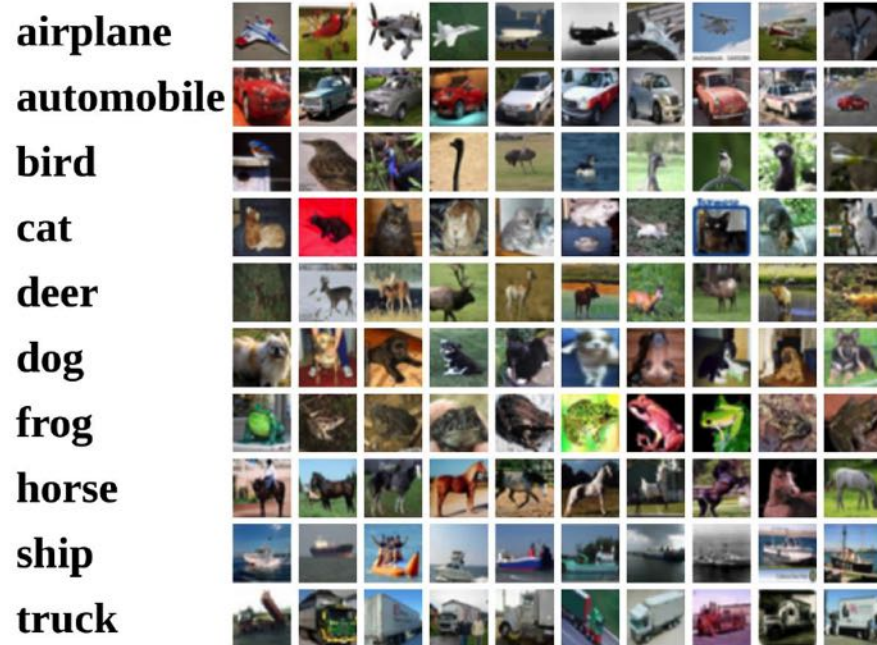 airplane
automobile
bird
cat
deer
dog
frog
horse
ship
truck